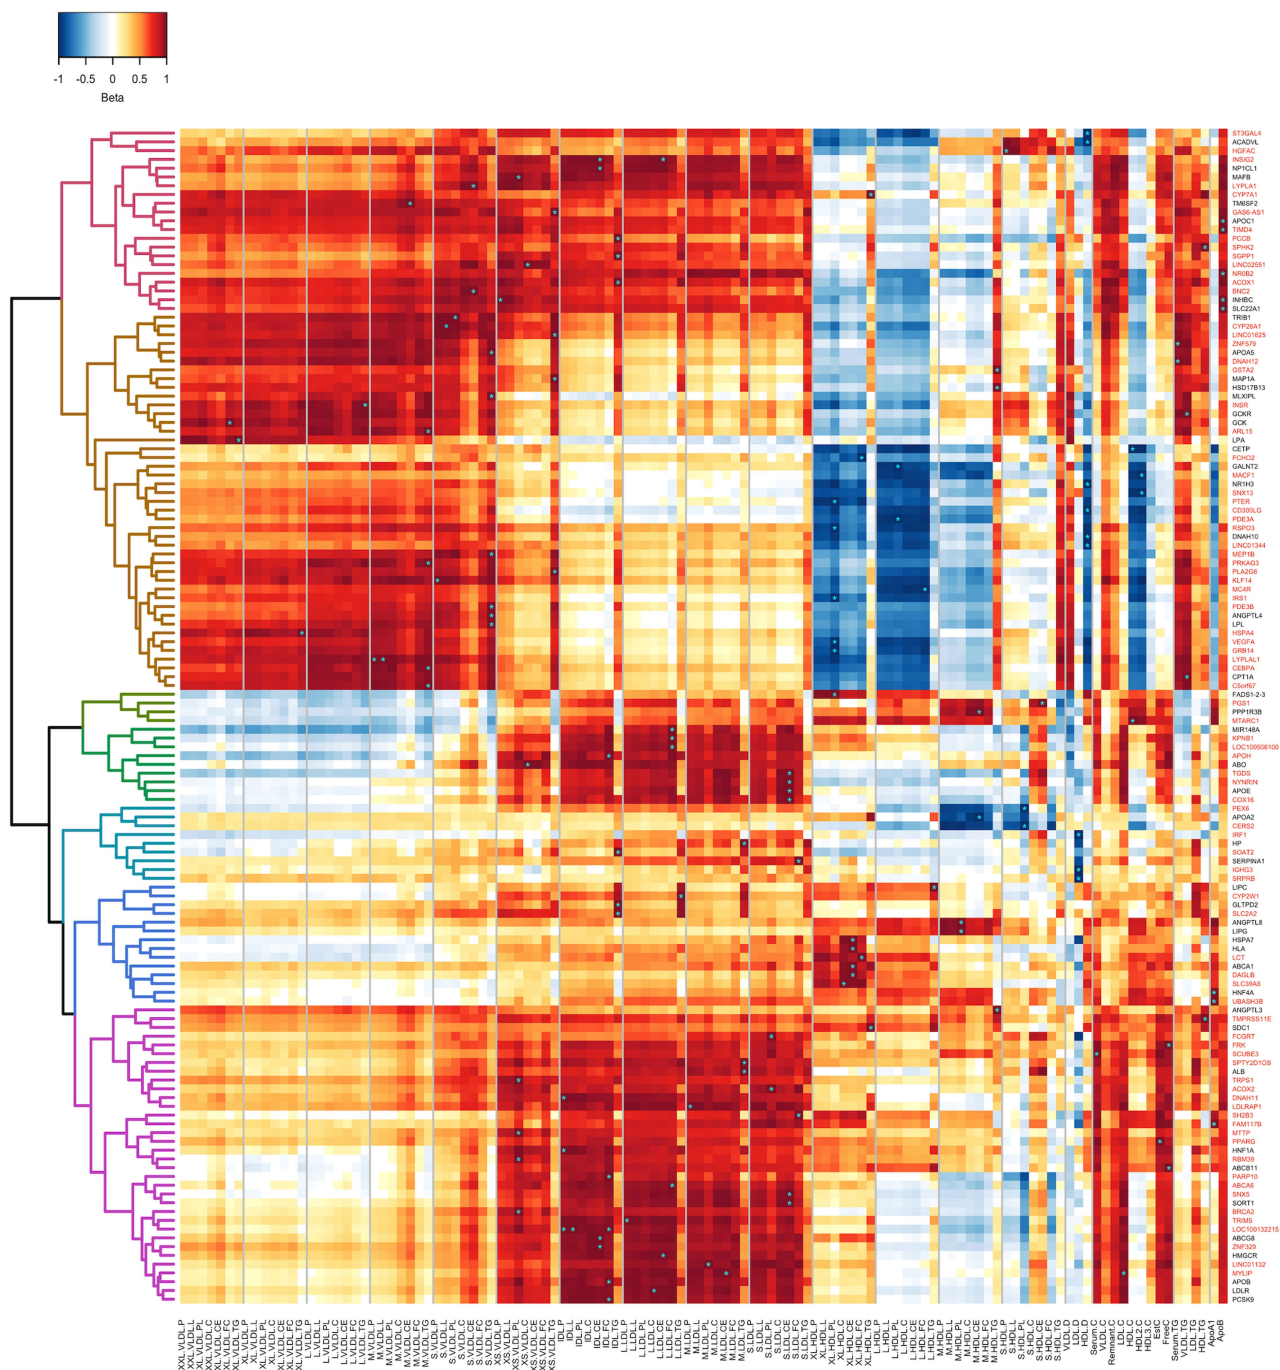 -1 -0.5 0 0.5 1
Beta
ST3GAL4
ACADVL
HGFAC
INSIG2
NP1CL1
MAFB
LYPLA1
CYP7A1
TM6SF2
GAS6-AS1
APOC1
TIMD4
PCCB
SPHK2
SGPP1
LINC02551
NR0B2
ACOX1
BNC2
INHBC
SLC22A1
TRIB1
CYP26A1
LINC01625
ZNF579
APOA5
DNAH12
GSTA2
MAP1A
HSD17B13
MLXIPL
INSR
GCKR
GCK
ARL15
LPA
CETP
FCHO2
GALNT2
MACF1
NR1H3
SNX13
PTER
CD300LG
PDE3A
RSPO3
DNAH10
LINC01344
MEP1B
PRKAG3
PLA2G6
KLF14
MC4R
IRS1
PDE3B
ANGPTL4
LPL
HSPA4
VEGFA
GRB14
LYPLAL1
CEBPA
CPT1A
C5orf67
FADS1-2-3
PGS1
PPP1R3B
MTARC1
MIR148A
KPNB1
LOC100506100
APOH
ABO
TGDS
NYNRIN
APOE
COX16
PEX6
APOA2
CERS2
IRF1
HP
SOAT2
SERPINA1
IGHG3
SRPRB
LIPC
CYP2W1
GLTPD2
SLC2A2
ANGPTL8
LIPG
HSPA7
HLA
LCT
ABCA1
DAGLB
SLC39A8
HNF4A
UBASH3B
ANGPTL3
TMPRSS11E
SDC1
FCGRT
FRK
SCUBE3
SPTY2D1OS
ALB
TRPS1
ACOX2
DNAH11
LDLRAP1
SH2B3
FAM117B
MTTP
PPARG
HNF1A
RBM39
ABCB11
PARP10
ABCA6
SNX5
SORT1
BRCA2
TRIM5
LOC100132215
ABCG8
ZNF329
HMGCR
LINC01132
MYLIP
APOB
LDLR
PCSK9
XXL.VLDL.P
XXL.VLDL.L
XXL.VLDL.PL
XXL.VLDL.C
XXL.VLDL.CE
XXL.VLDL.FC
XXL.VLDL.TG
XL.VLDL.P
XL.VLDL.L
XL.VLDL.PL
XL.VLDL.C
XL.VLDL.CE
XL.VLDL.FC
XL.VLDL.TG
L.VLDL.P
L.VLDL.L
L.VLDL.PL
L.VLDL.C
L.VLDL.CE
L.VLDL.FC
L.VLDL.TG
M.VLDL.P
M.VLDL.L
M.VLDL.PL
M.VLDL.C
M.VLDL.CE
M.VLDL.FC
M.VLDL.TG
S.VLDL.P
S.VLDL.L
S.VLDL.PL
S.VLDL.C
S.VLDL.CE
S.VLDL.FC
S.VLDL.TG
XS.VLDL.P
XS.VLDL.L
XS.VLDL.PL
XS.VLDL.C
XS.VLDL.CE
XS.VLDL.FC
XS.VLDL.TG
IDL.P
IDL.L
IDL.PL
IDL.C
IDL.CE
IDL.FC
IDL.TG
L.LDL.P
L.LDL.L
L.LDL.PL
L.LDL.C
L.LDL.CE
L.LDL.FC
L.LDL.TG
M.LDL.P
M.LDL.L
M.LDL.PL
M.LDL.C
M.LDL.CE
M.LDL.FC
M.LDL.TG
S.LDL.P
S.LDL.L
S.LDL.PL
S.LDL.C
S.LDL.CE
S.LDL.FC
S.LDL.TG
XL.HDL.P
XL.HDL.L
XL.HDL.PL
XL.HDL.C
XL.HDL.CE
XL.HDL.FC
XL.HDL.TG
L.HDL.P
L.HDL.L
L.HDL.PL
L.HDL.C
L.HDL.CE
L.HDL.FC
L.HDL.TG
M.HDL.P
M.HDL.L
M.HDL.PL
M.HDL.C
M.HDL.CE
M.HDL.FC
M.HDL.TG
S.HDL.P
S.HDL.L
S.HDL.PL
S.HDL.C
S.HDL.CE
S.HDL.FC
S.HDL.TG
VLDL.D
LDL.D
HDL.D
Serum.C
VLDL.C
Remnant.C
LDL.C
HDL.C
HDL2.C
HDL3.C
EstC
FreeC
Serum.TG
VLDL.TG
LDL.TG
HDL.TG
ApoA1
ApoB